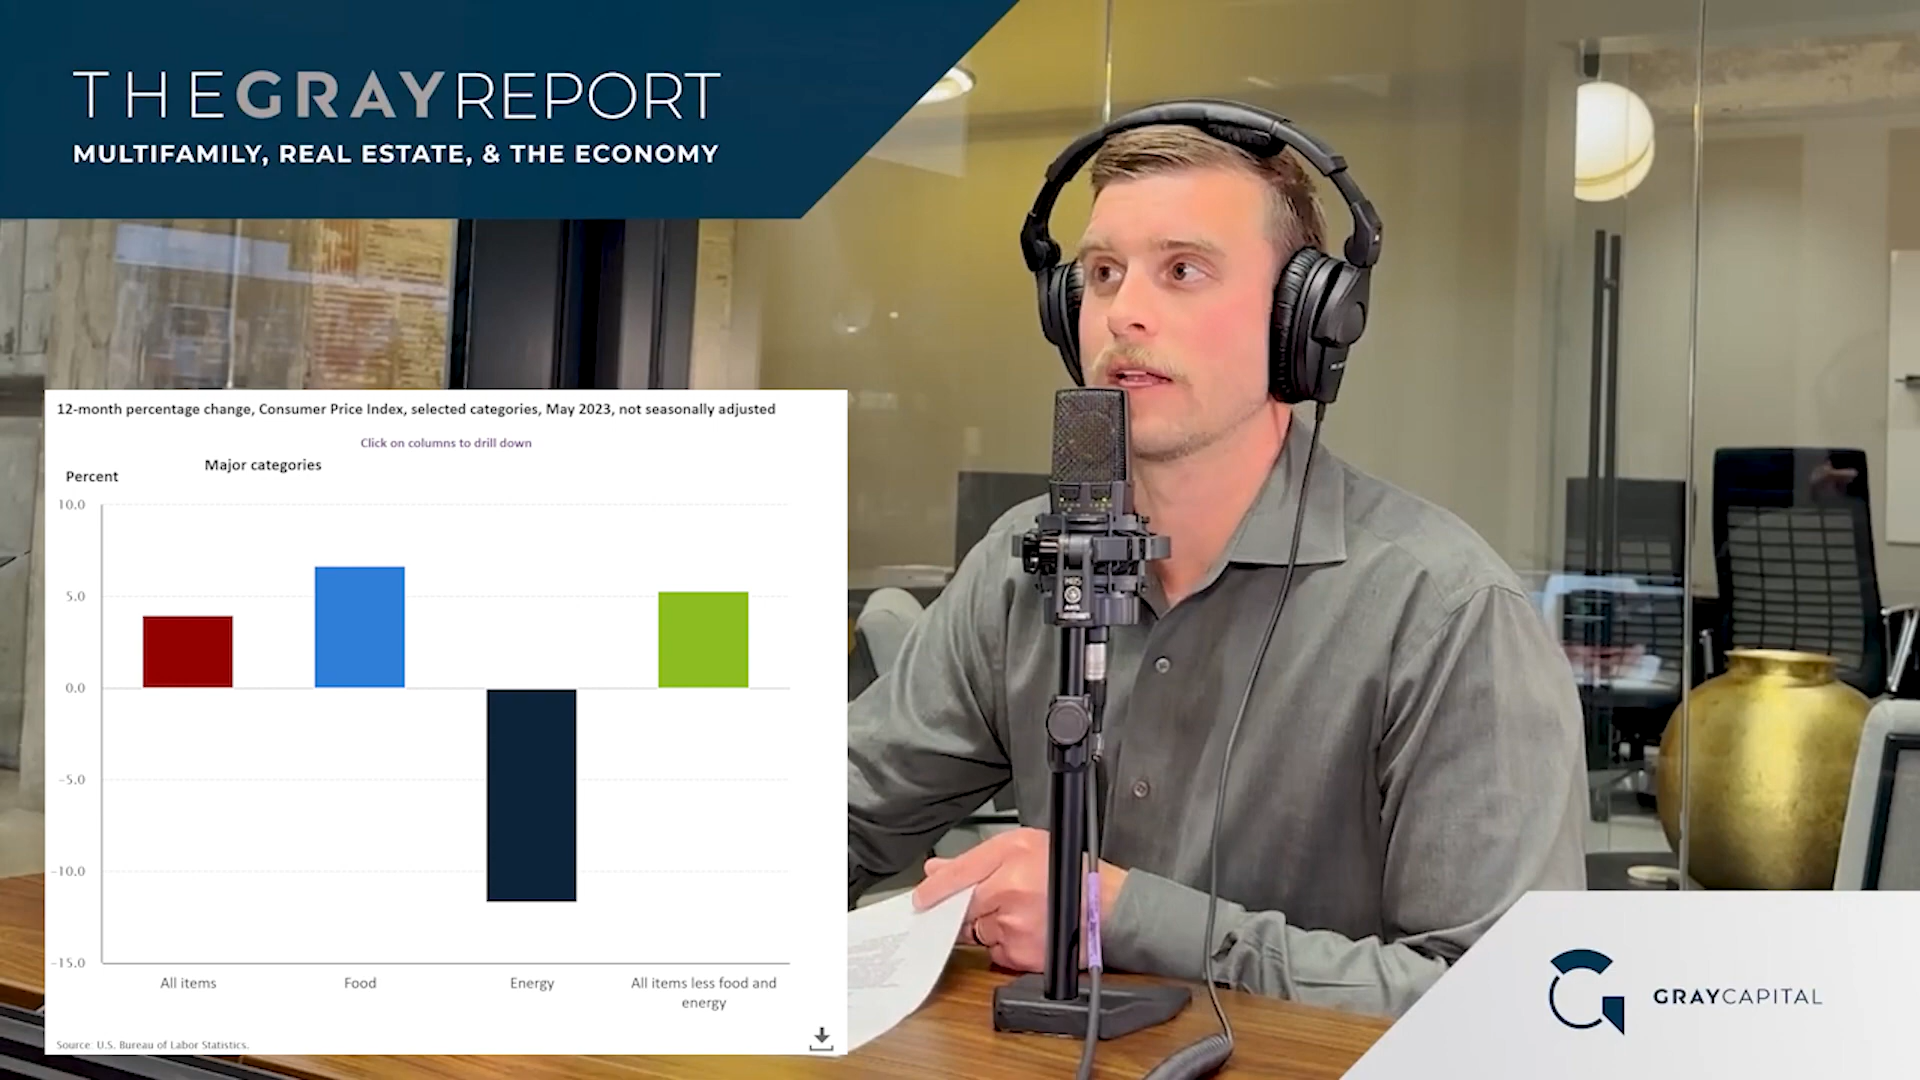 THEGRAYREPORT
MULTIFAMILY, REAL ESTATE, & THE ECONOMY
12-month percentage change, Consumer Price Index, selected categories, May 2023, not seasonally adjusted
Click on columns to drill down
Major categories
Percent
10.0
5.0
0.0
-5.0
-10.0
-15.0
All items
Food
Energy
All items less food and
energy
Source: U.S. Bureau of Labor Statistics.
GRAYCAPITAL